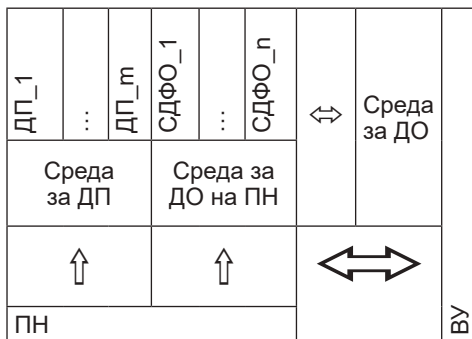 ДП_1
...
ДП_m
СДФО_1
...
СДФО_n
⇔
Среда
за ДО
Среда
за ДП
Среда за
ДО на ПН
ПН
ВУ